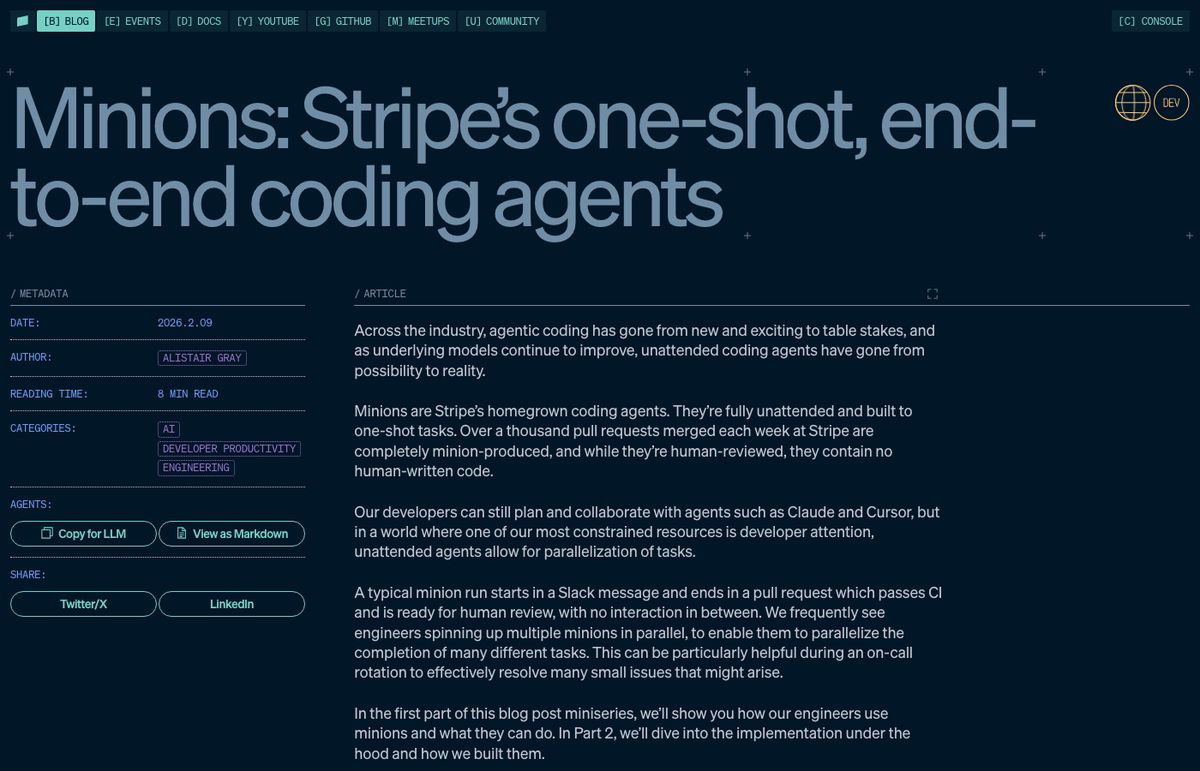 [B] BLOG [E] EVENTS [D] DOCS [Y] YOUTUBE [G] GITHUB [M] MEETUPS [U] COMMUNITY [C] CONSOLE
Minions: Stripe’s one-shot, end-
to-end coding agents
DEV
/ METADATA
DATE: 2026.2.09
AUTHOR: ALISTAIR GRAY
READING TIME: 8 MIN READ
CATEGORIES: AI
DEVELOPER PRODUCTIVITY
ENGINEERING
AGENTS:
Copy for LLM View as Markdown
SHARE:
Twitter/X LinkedIn
/ ARTICLE
Across the industry, agentic coding has gone from new and exciting to table stakes, and
as underlying models continue to improve, unattended coding agents have gone from
possibility to reality.
Minions are Stripe’s homegrown coding agents. They’re fully unattended and built to
one-shot tasks. Over a thousand pull requests merged each week at Stripe are
completely minion-produced, and while they’re human-reviewed, they contain no
human-written code.
Our developers can still plan and collaborate with agents such as Claude and Cursor, but
in a world where one of our most constrained resources is developer attention,
unattended agents allow for parallelization of tasks.
A typical minion run starts in a Slack message and ends in a pull request which passes CI
and is ready for human review, with no interaction in between. We frequently see
engineers spinning up multiple minions in parallel, to enable them to parallelize the
completion of many different tasks. This can be particularly helpful during an on-call
rotation to effectively resolve many small issues that might arise.
In the first part of this blog post miniseries, we’ll show you how our engineers use
minions and what they can do. In Part 2, we’ll dive into the implementation under the
hood and how we built them.